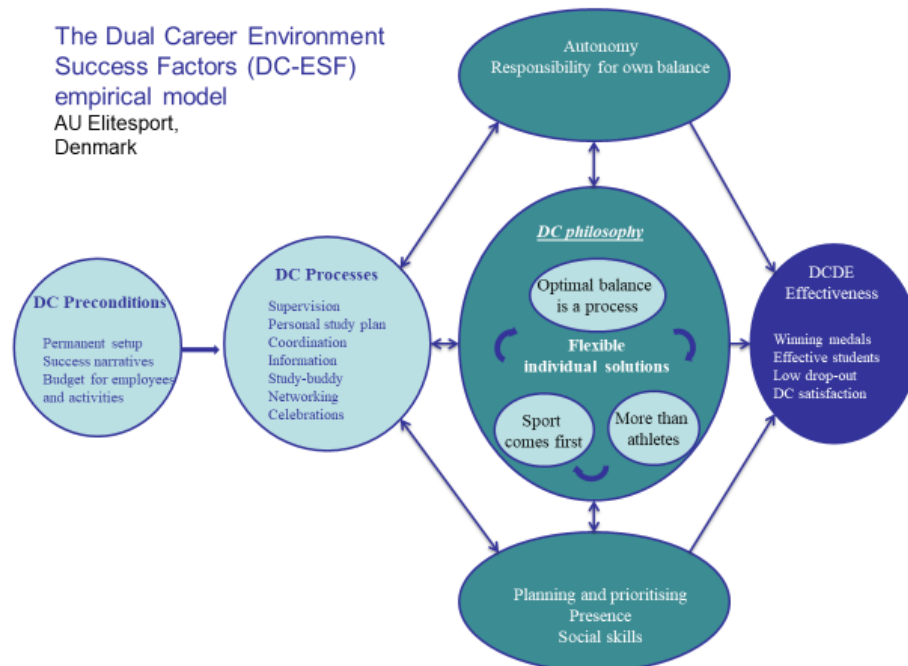 The Dual Career Environment
Success Factors (DC-ESF)
empirical model
AU Elitesport,
Denmark
Autonomy
Responsibility for own balance
DC Preconditions
Permanent setup
Success narratives
Budget for employees
and activities
DC Processes
Supervision
Personal study plan
Coordination
Information
Study-buddy
Networking
Celebrations
DC philosophy
Optimal balance
is a process
Flexible
individual solutions
Sport
comes first
More than
athletes
DCDE
Effectiveness
Winning medals
Effective students
Low drop-out
DC satisfaction
Planning and prioritising
Presence
Social skills